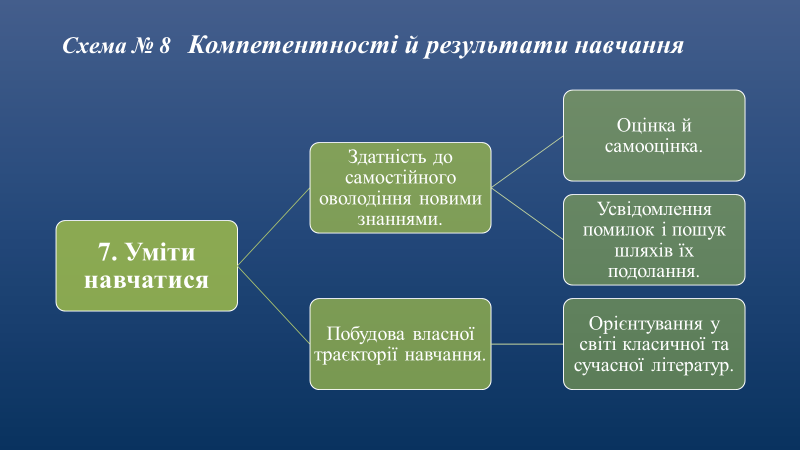 Схема № 8 Компетентності й результати навчання
7. Уміти
навчатися
Здатність до
самостійного
оволодіння новими
знаннями.
Оцінка й
самооцінка.
Усвідомлення
помилок і пошук
шляхів їх
подолання.
Побудова власної
траєкторії навчання.
Орієнтування у
світі класичної та
сучасної літератур.